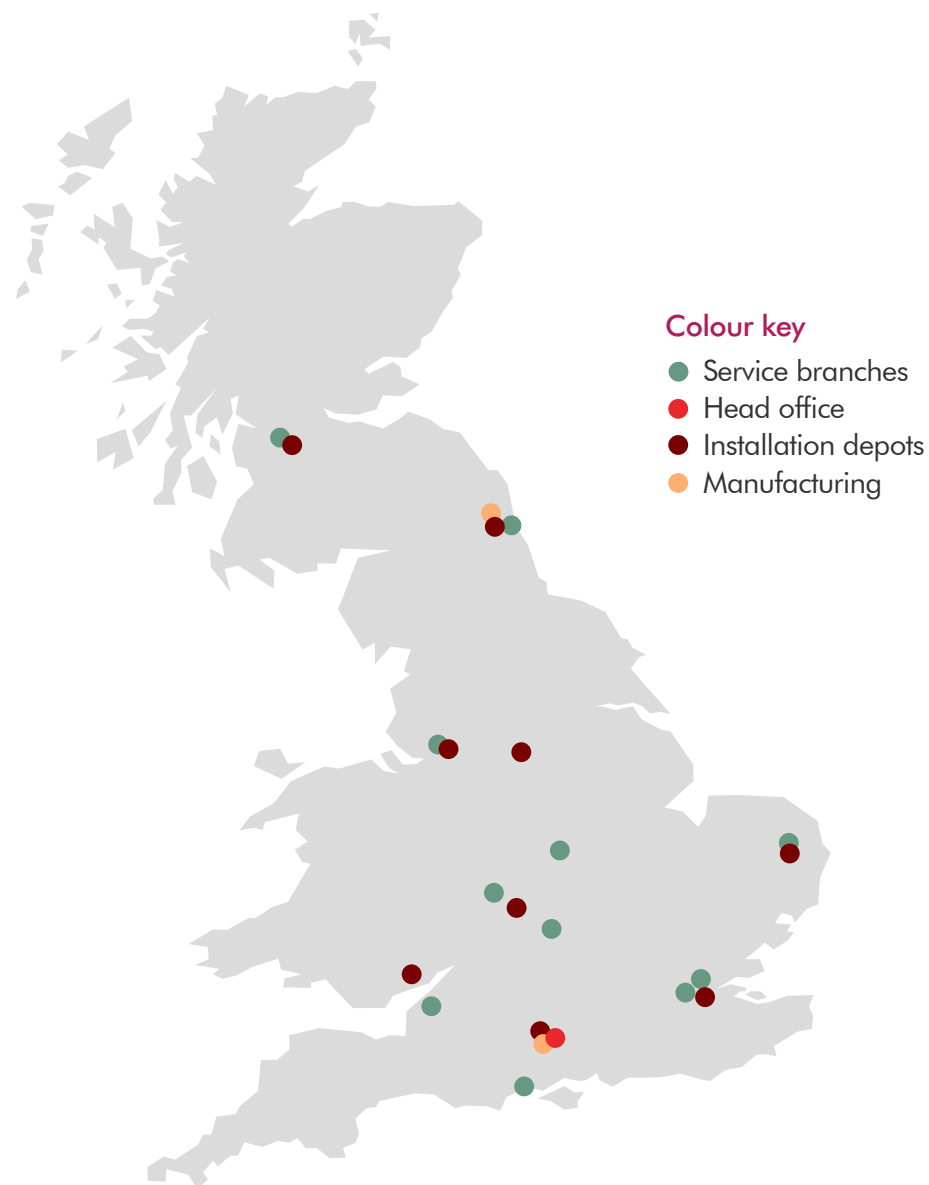 Colour key
Service branches
Head office
Installation depots
Manufacturing